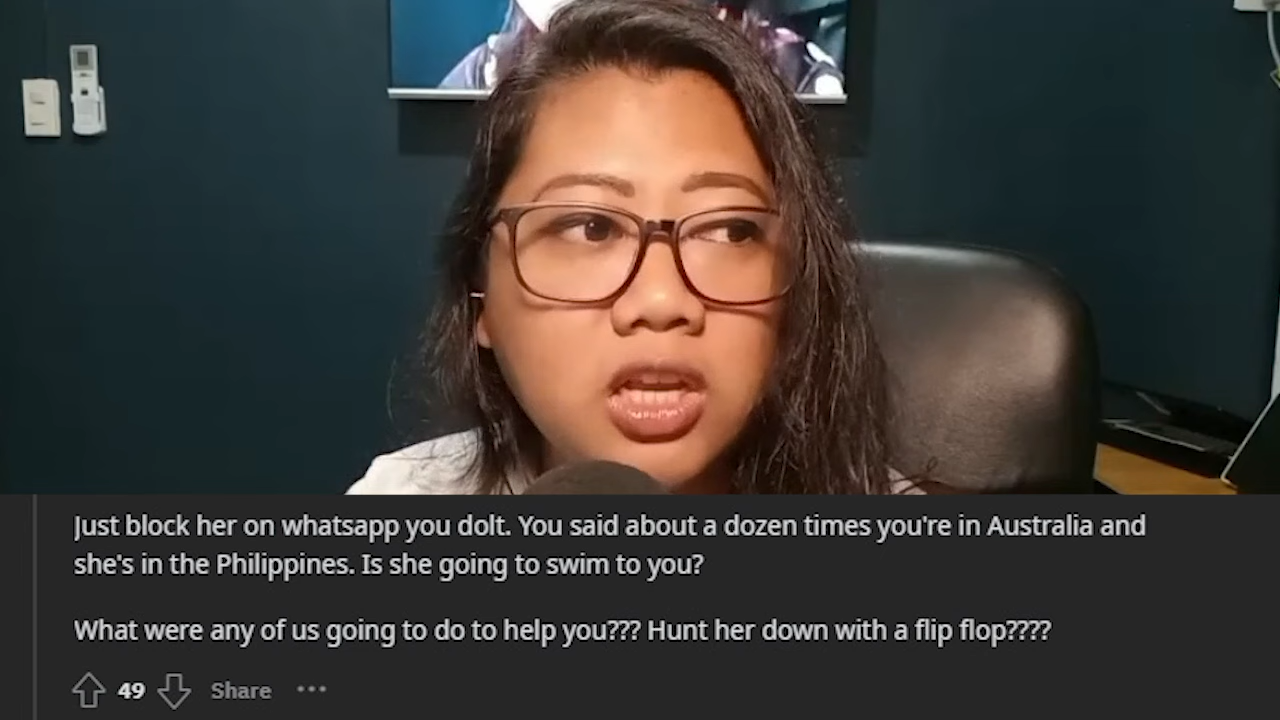 Just block her on whatsapp you dolt. You said about a dozen times you're in Australia and
she's in the Philippines. Is she going to swim to you?
What were any of us going to do to help you??? Hunt her down with a flip flop????
49 Share